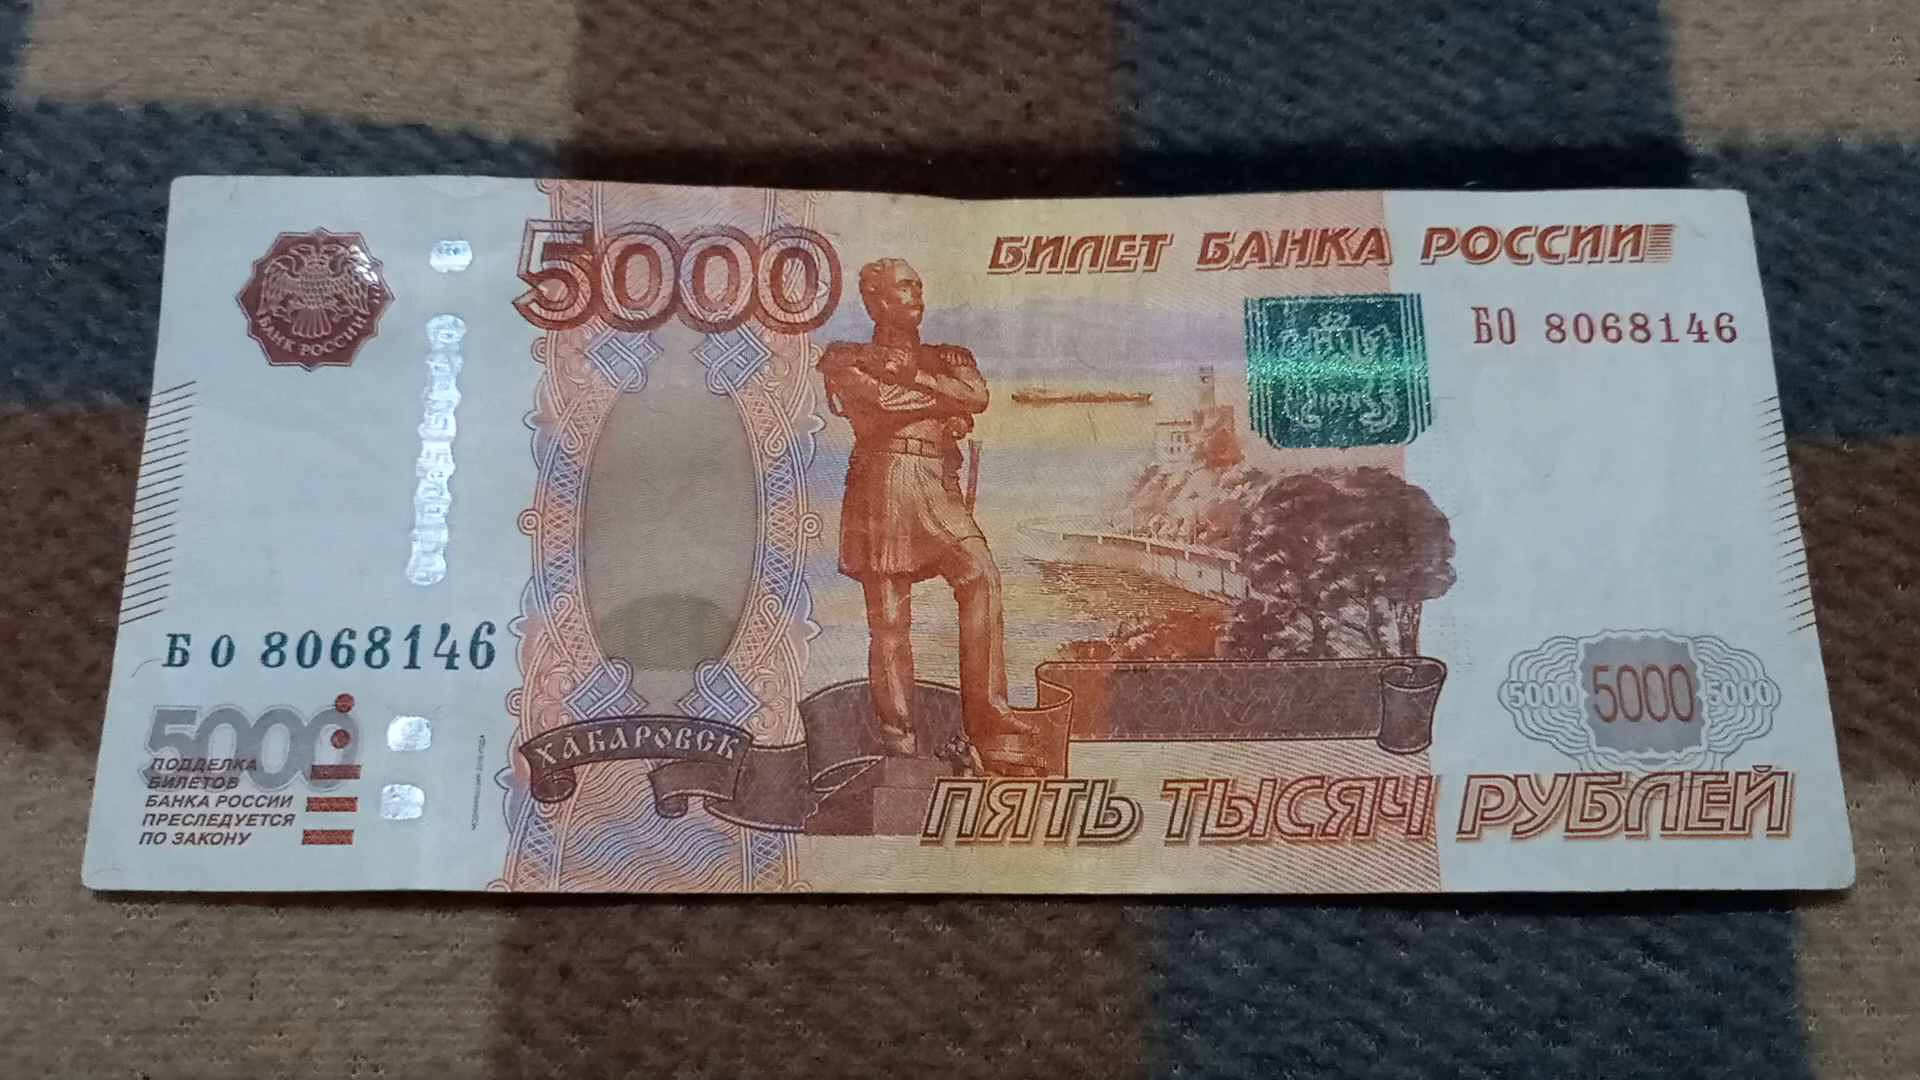 5000
БИЛЕТ БАНКА РОССИИ
БАНК РОССИИ
БО 8068146
БО 8068146
5000
5000 5000 5000
ХАБАРОВСК
ПОДДЕЛКА
БИЛЕТОВ
БАНКА РОССИИ
ПРЕСЛЕДУЕТСЯ
ПО ЗАКОНУ
ПЯТЬ ТЫСЯЧ РУБЛЕЙ